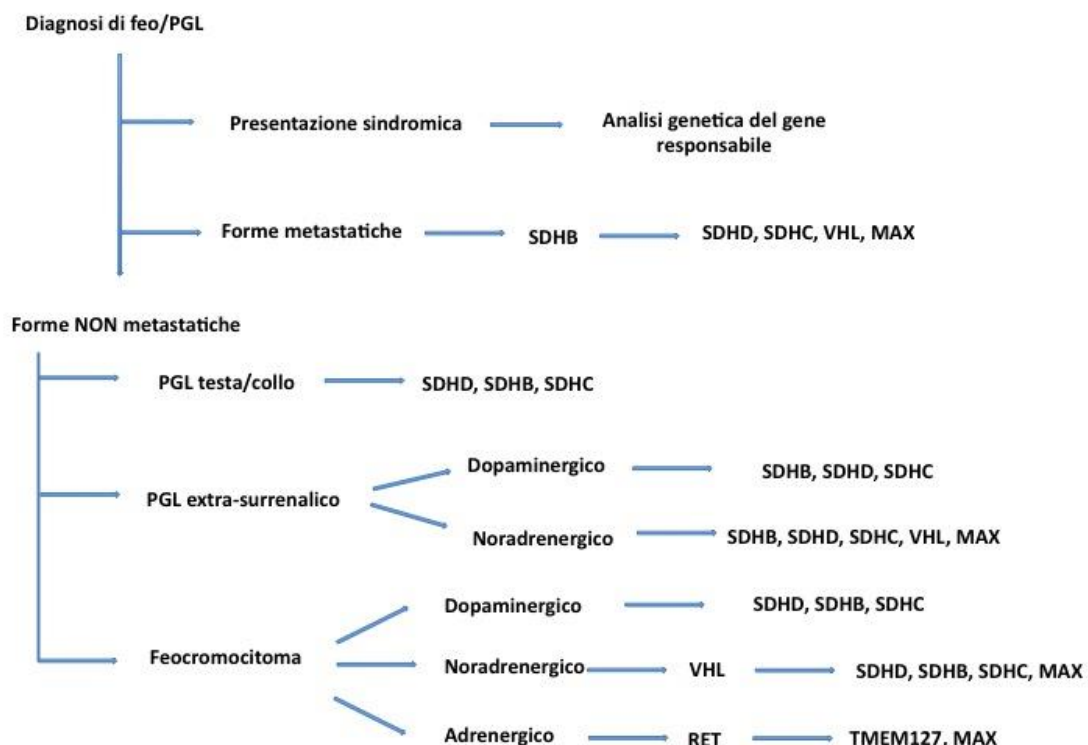 Diagnosi di feo/PGL
Presentazione sindromica
Analisi genetica del gene
responsabile
Forme metastatiche
SDHB
SDHD, SDHC, VHL, MAX
Forme NON metastatiche
PGL testa/collo
SDHD, SDHB, SDHC
PGL extra-surrenalico
Dopaminergico
SDHB, SDHD, SDHC
Noradrenergico
SDHB, SDHD, SDHC, VHL, MAX
Feocromocitoma
Dopaminergico
SDHD, SDHB, SDHC
Noradrenergico
VHL
SDHD, SDHB, SDHC, MAX
Adrenergico
RET
TMEM127, MAX